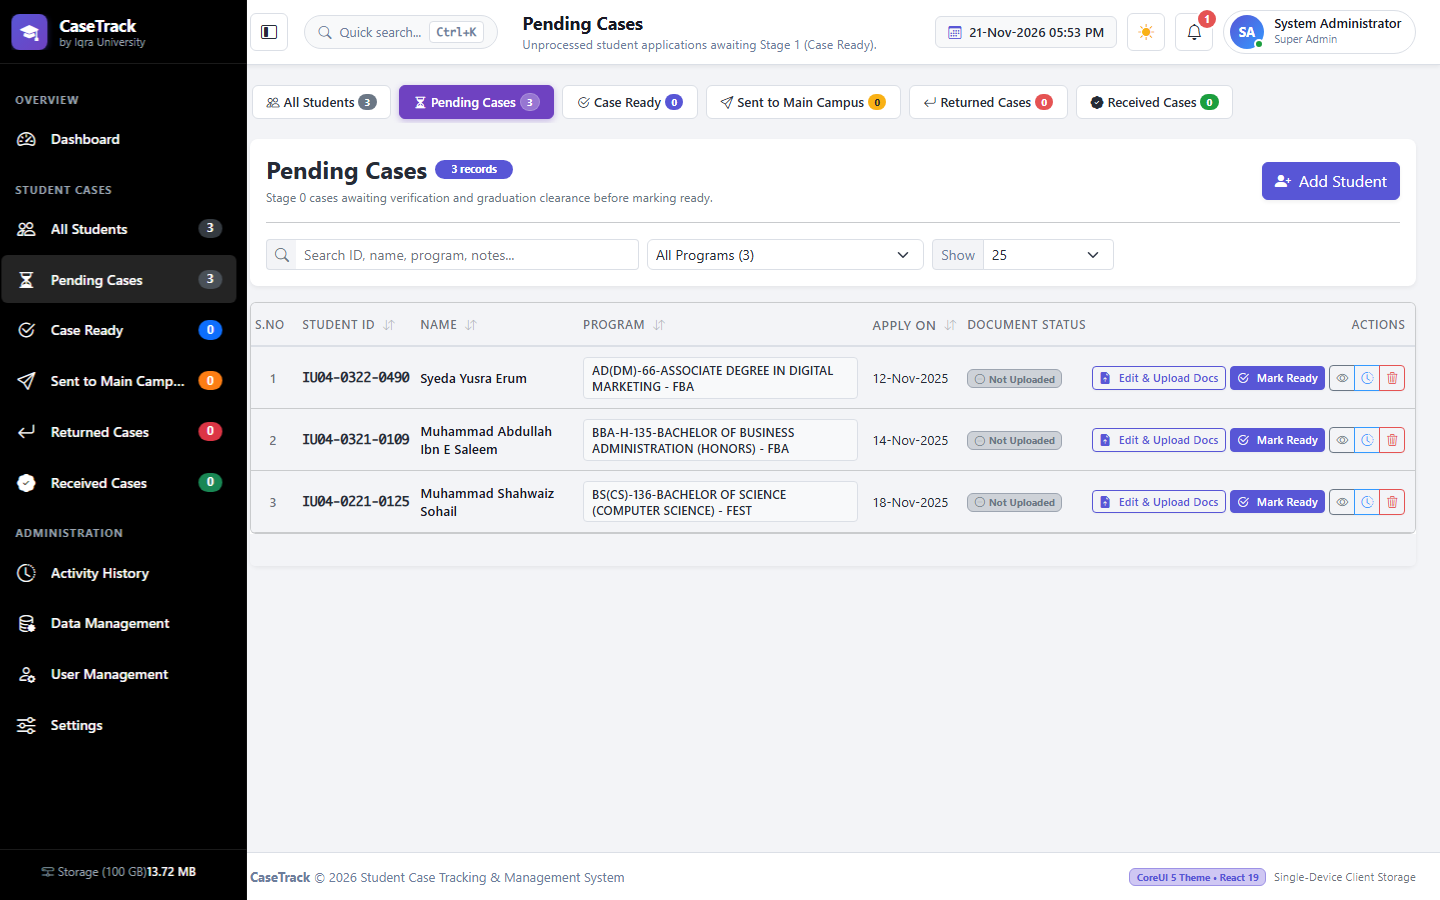 CaseTrack
by Iqra University
OVERVIEW
Dashboard
STUDENT CASES
All Students 3
Pending Cases 3
Case Ready 0
Sent to Main Camp... 0
Returned Cases 0
Received Cases 0
ADMINISTRATION
Activity History
Data Management
User Management
Settings
Storage (100 GB)13.72 MB
Quick search... Ctrl+K
Pending Cases
Unprocessed student applications awaiting Stage 1 (Case Ready).
21-Nov-2026 05:53 PM
1
SA
System Administrator
Super Admin
All Students 3
Pending Cases 3
Case Ready 0
Sent to Main Campus 0
Returned Cases 0
Received Cases 0
Pending Cases 3 records
Stage 0 cases awaiting verification and graduation clearance before marking ready.
Add Student
Search ID, name, program, notes...
All Programs (3)
Show 25
S.NO STUDENT ID NAME PROGRAM APPLY ON DOCUMENT STATUS ACTIONS
1 IU04-0322-0490 Syeda Yusra Erum AD(DM)-66-ASSOCIATE DEGREE IN DIGITAL
MARKETING - FBA 12-Nov-2025 Not Uploaded Edit & Upload Docs Mark Ready
2 IU04-0321-0109 Muhammad Abdullah
Ibn E Saleem BBA-H-135-BACHELOR OF BUSINESS
ADMINISTRATION (HONORS) - FBA 14-Nov-2025 Not Uploaded Edit & Upload Docs Mark Ready
3 IU04-0221-0125 Muhammad Shahwaiz
Sohail BS(CS)-136-BACHELOR OF SCIENCE
(COMPUTER SCIENCE) - FEST 18-Nov-2025 Not Uploaded Edit & Upload Docs Mark Ready
CaseTrack © 2026 Student Case Tracking & Management System
CoreUI 5 Theme • React 19 Single-Device Client Storage